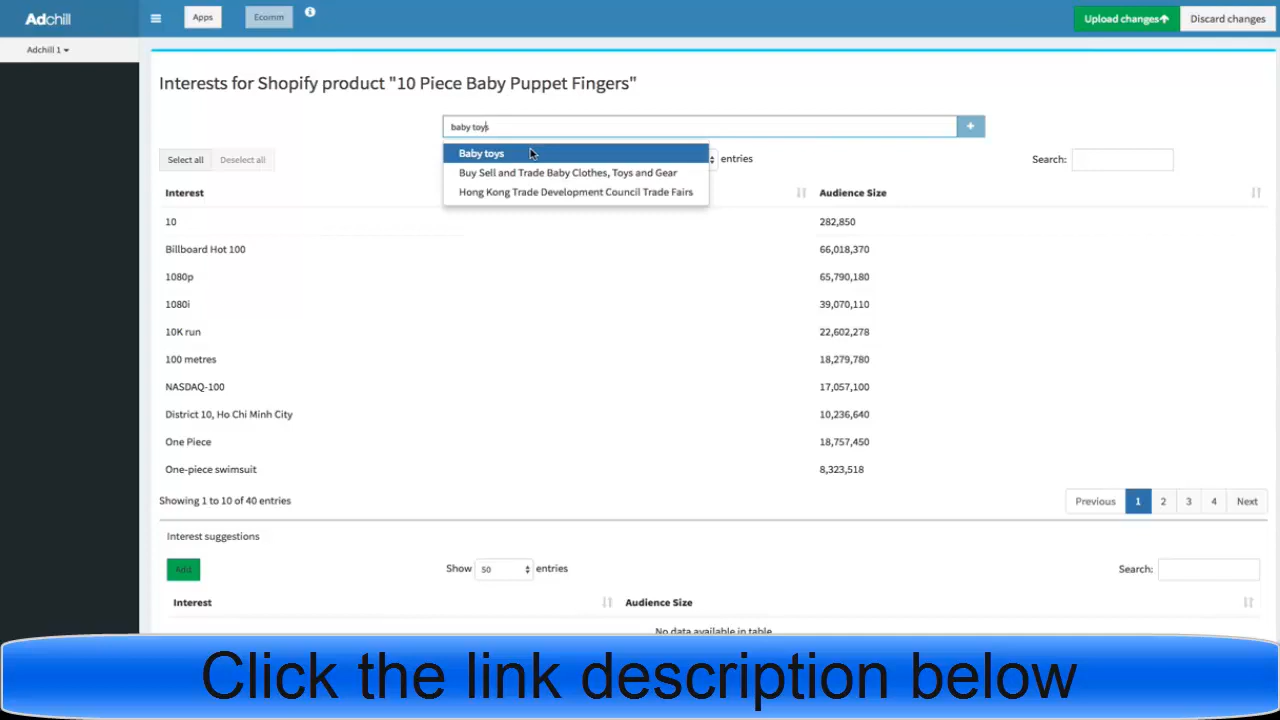 Adchill
Apps
Ecomm
Upload changes
Discard changes
Adchill 1
Interests for Shopify product "10 Piece Baby Puppet Fingers"
baby toys
Baby toys
Buy Sell and Trade Baby Clothes, Toys and Gear
Hong Kong Trade Development Council Trade Fairs
Select all
Deselect all
entries
Search:
Interest Audience Size
10 282,850
Billboard Hot 100 66,018,370
1080p 65,790,180
1080i 39,070,110
10K run 22,602,278
100 metres 18,279,780
NASDAQ-100 17,057,100
District 10, Ho Chi Minh City 10,236,640
One Piece 18,757,450
One-piece swimsuit 8,323,518
Showing 1 to 10 of 40 entries
Previous 1 2 3 4 Next
Interest suggestions
Add
Show 50 entries
Search:
Interest Audience Size
No data available in table
Click the link description below